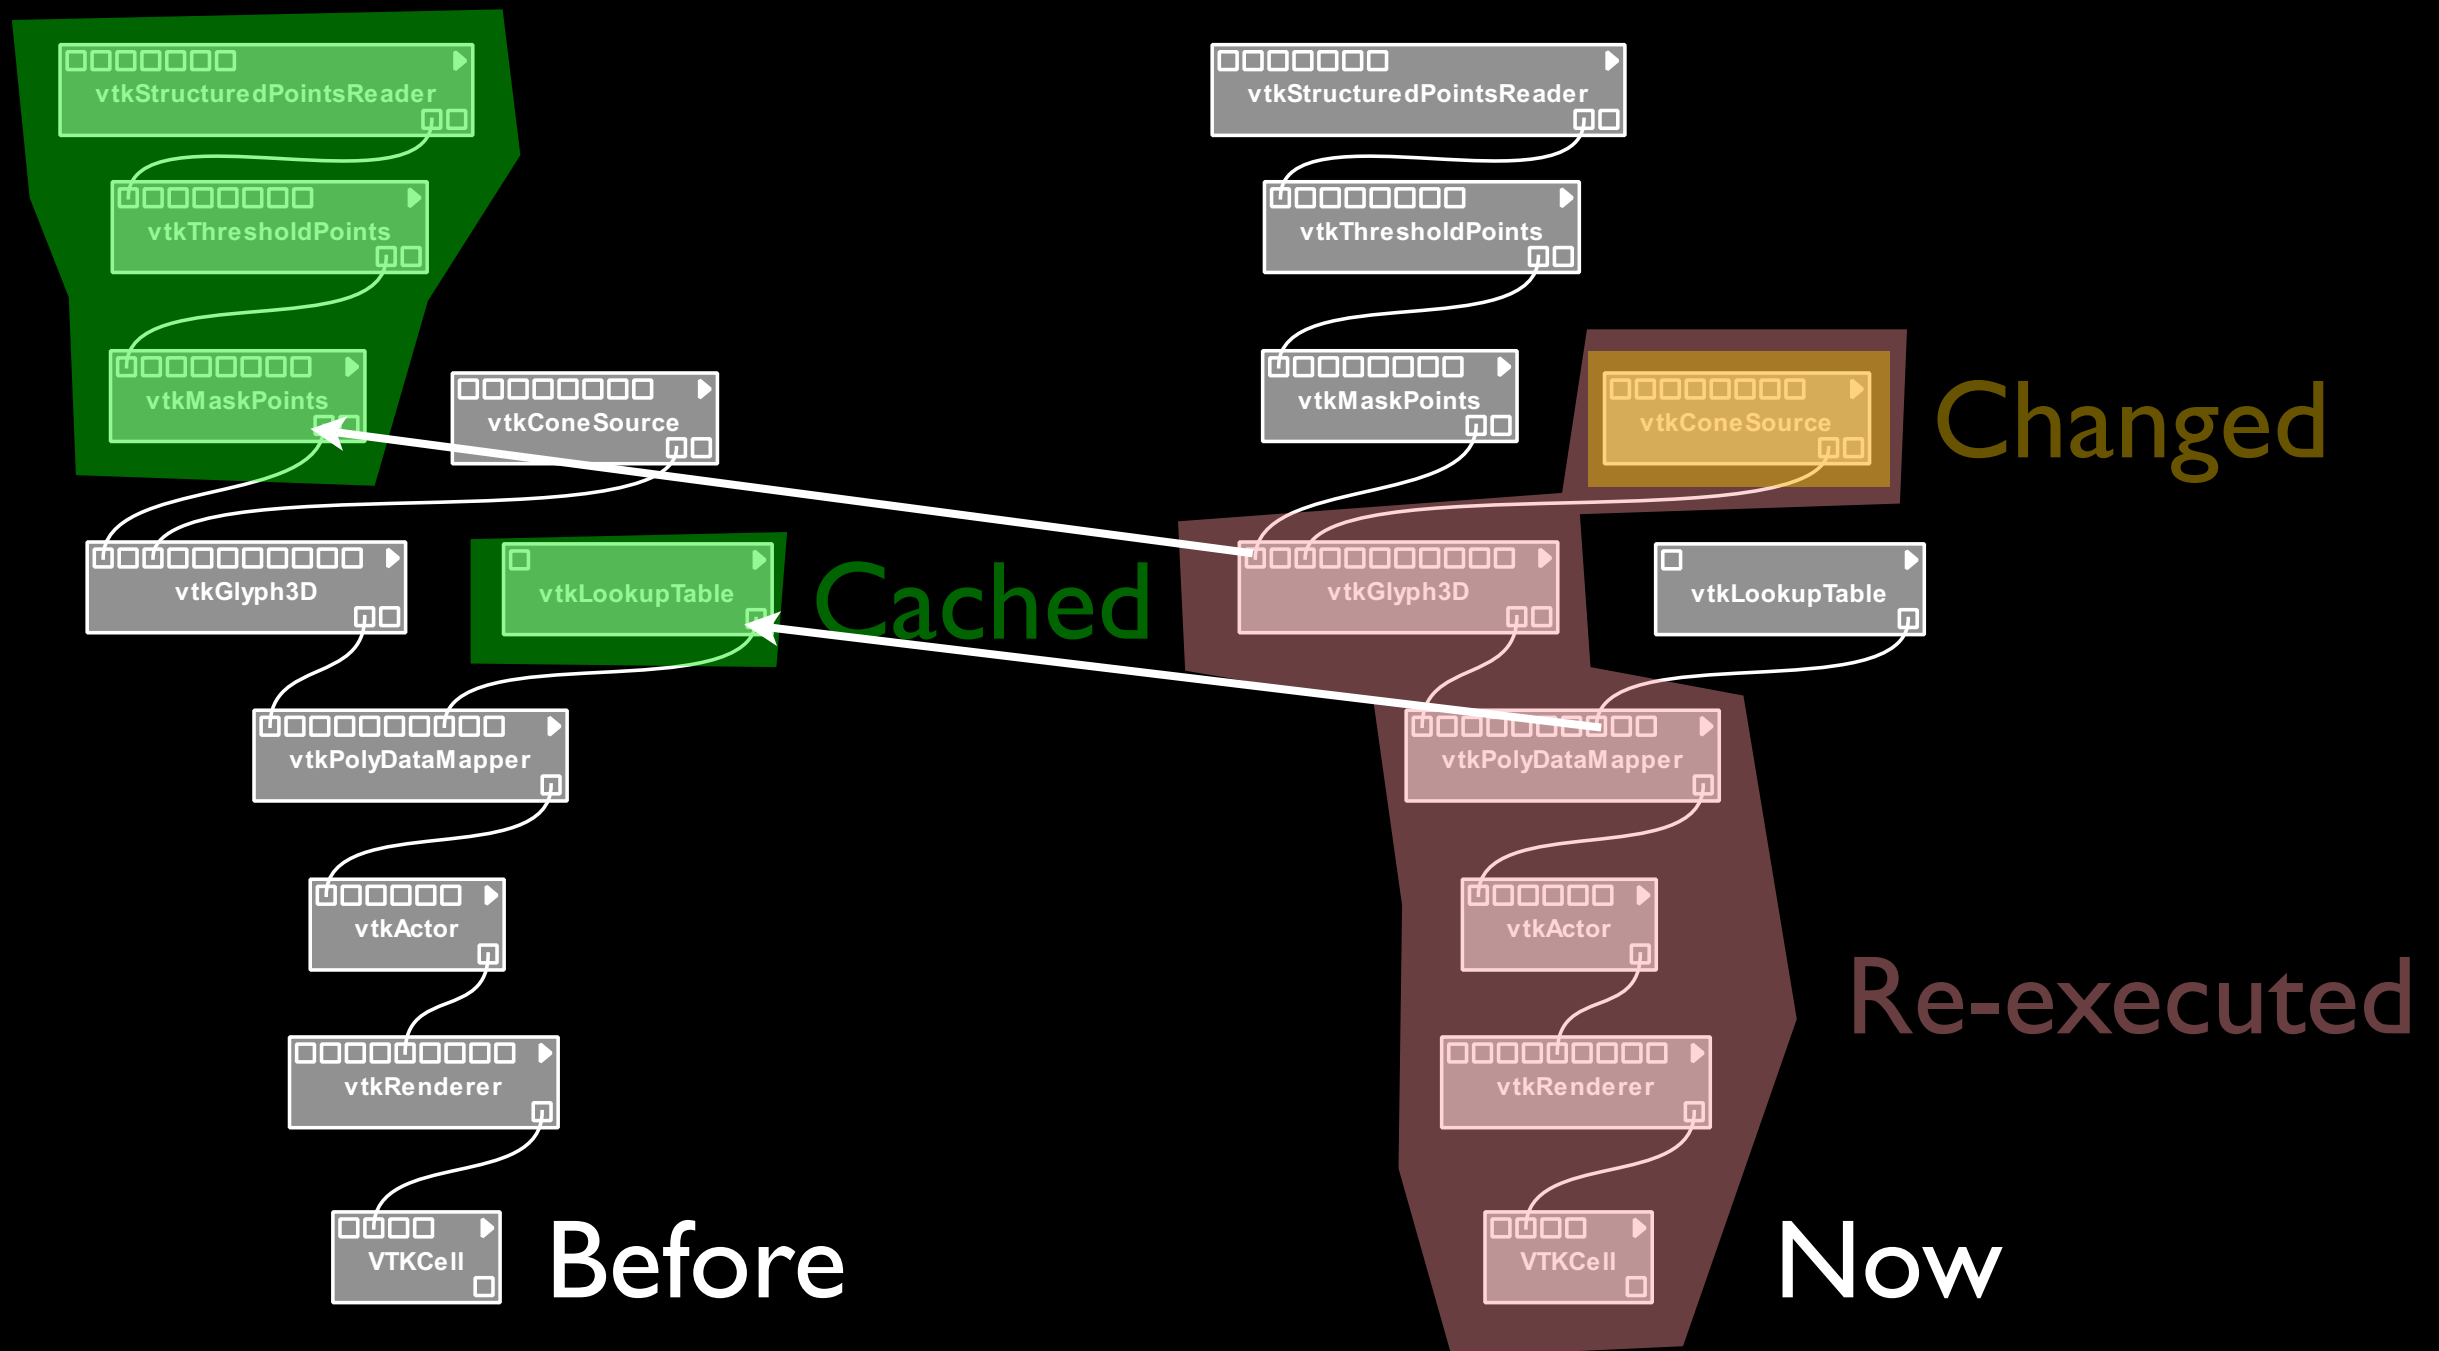 vtkStructuredPointsReader
vtkThresholdPoints
vtkMaskPoints
vtkConeSource
vtkGlyph3D
vtkLookupTable
Cached
vtkPolyDataMapper
vtkActor
vtkRenderer
VTKCell
Before
vtkStructuredPointsReader
vtkThresholdPoints
vtkMaskPoints
vtkConeSource
Changed
vtkGlyph3D
vtkLookupTable
vtkPolyDataMapper
vtkActor
Re-executed
vtkRenderer
VTKCell
Now